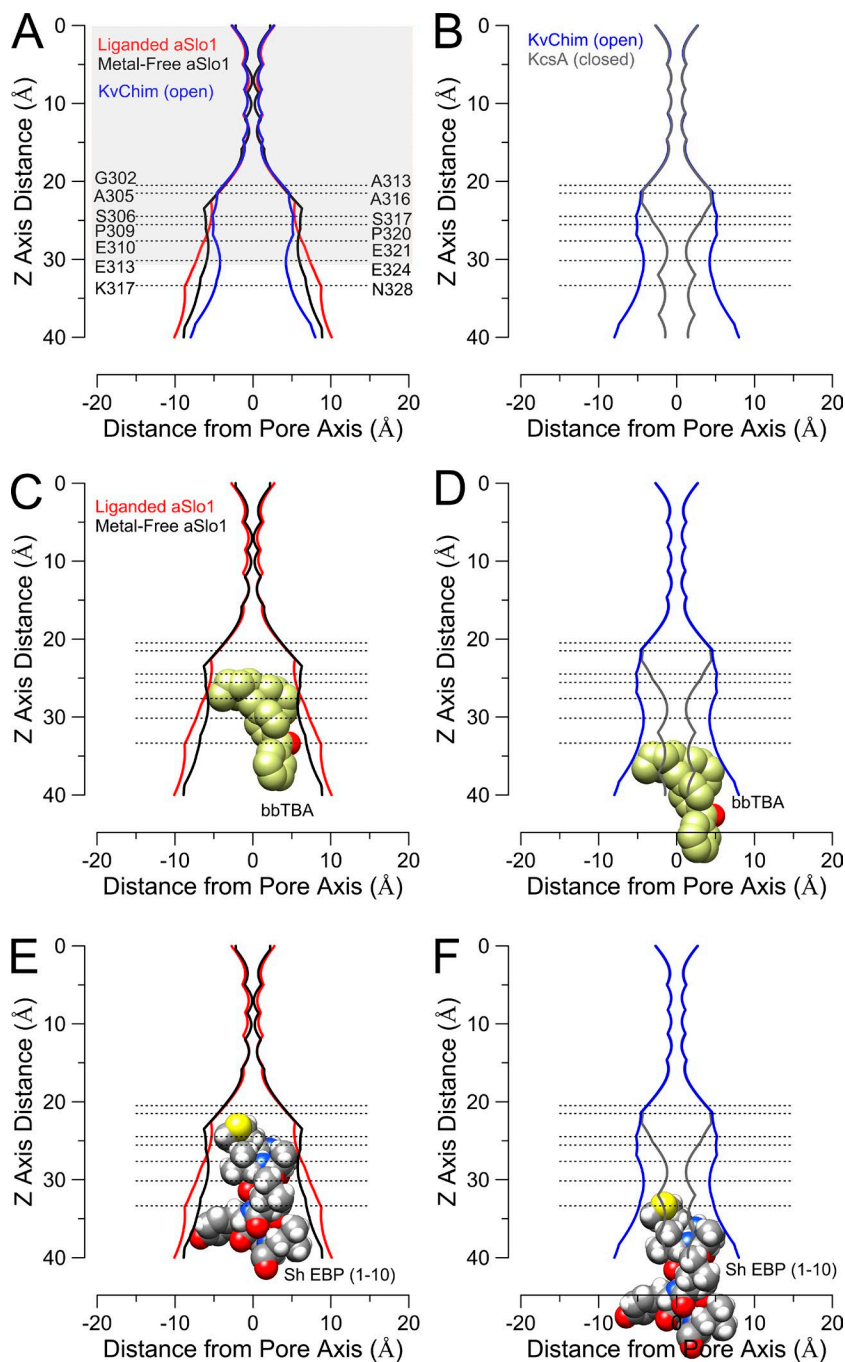 A
Liganded aSlo1
Metal-Free aSlo1
KvChim (open)
G302
A305
S306
P309
E310
E313
K317
A313
A316
S317
P320
E321
E324
N328
0
10
20
30
40
Z Axis Distance (Å)
-20 -10 0 10 20
Distance from Pore Axis (Å)
B
KvChim (open)
KcsA (closed)
0
10
20
30
40
Z Axis Distance (Å)
-20 -10 0 10 20
Distance from Pore Axis (Å)
C
Liganded aSlo1
Metal-Free aSlo1
0
10
20
30
40
Z Axis Distance (Å)
bbTBA
-20 -10 0 10 20
Distance from Pore Axis (Å)
D
0
10
20
30
40
Z Axis Distance (Å)
bbTBA
-20 -10 0 10 20
Distance from Pore Axis (Å)
E
0
10
20
30
40
Z Axis Distance (Å)
Sh EBP (1-10)
-20 -10 0 10 20
Distance from Pore Axis (Å)
F
0
10
20
30
40
Z Axis Distance (Å)
Sh EBP (1-10)
-20 -10 0 10 20
Distance from Pore Axis (Å)